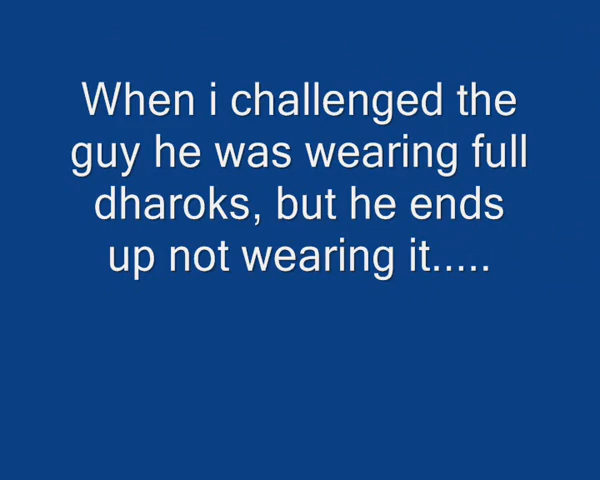 When i challenged the
guy he was wearing full
dharoks, but he ends
up not wearing it.....